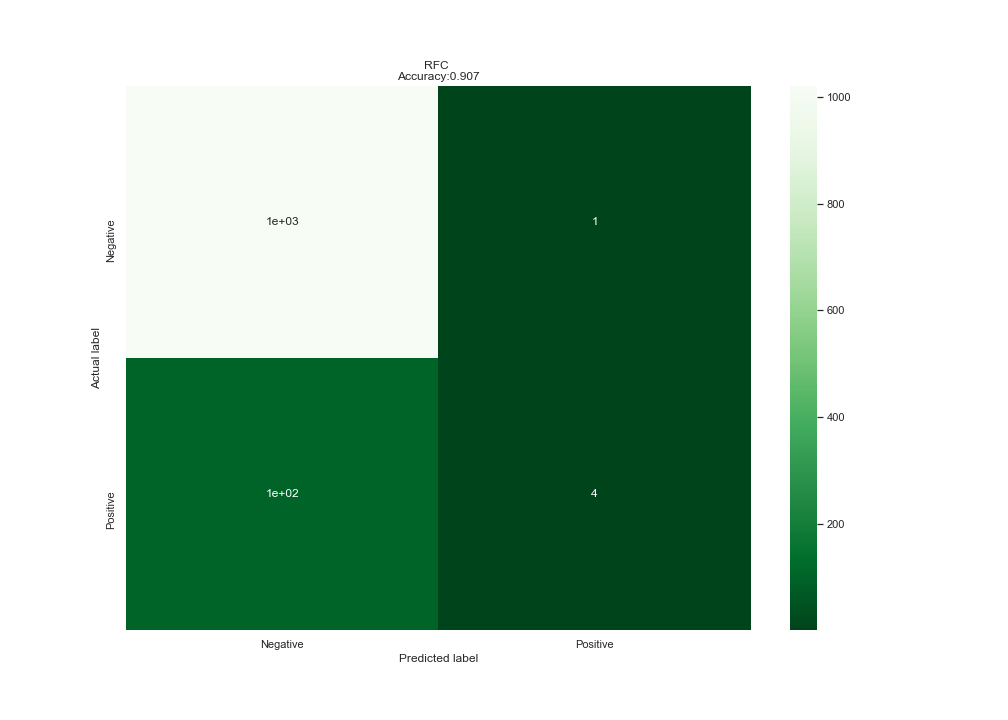 RFC
Accuracy:0.907
1000
800
600
400
200
Negative
Positive
Actual label
1e+03
1
1e+02
4
Negative
Positive
Predicted label